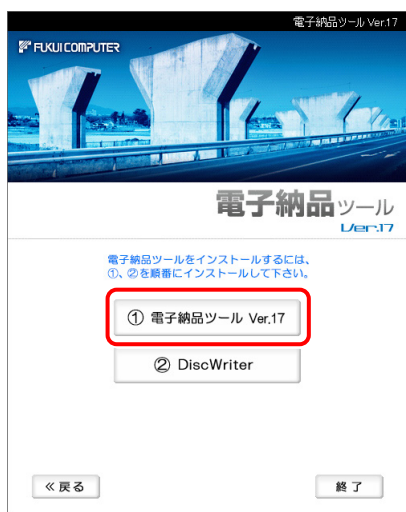 電子納品ツール Ver.17
FUKUI COMPUTER
電子納品ツール
Ver.17
電子納品ツールをインストールするには、
①、②を順番にインストールして下さい。
① 電子納品ツール Ver.17
② DiscWriter
≪戻る
終了